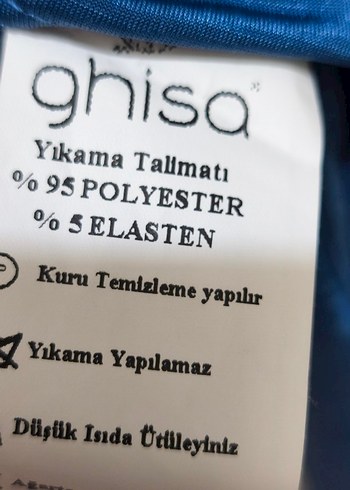 ghisa
Yıkama Talimatı
% 95 POLYESTER
% 5 ELASTEN
P Kuru Temizleme yapılır
Yıkama Yapılamaz
Düşük Isıda Ütüleyiniz